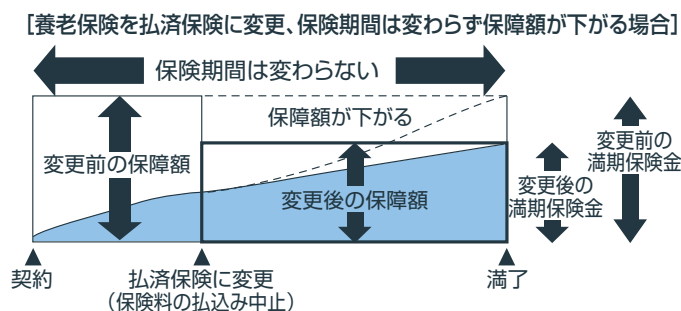 [養老保険を払済保険に変更、保険期間は変わらず保障額が下がる場合]
保険期間は変わらない
保障額が下がる
変更前の保障額
変更後の保障額
変更後の
満期保険金
変更前の
満期保険金
契約
払済保険に変更
(保険料の払込み中止)
満了